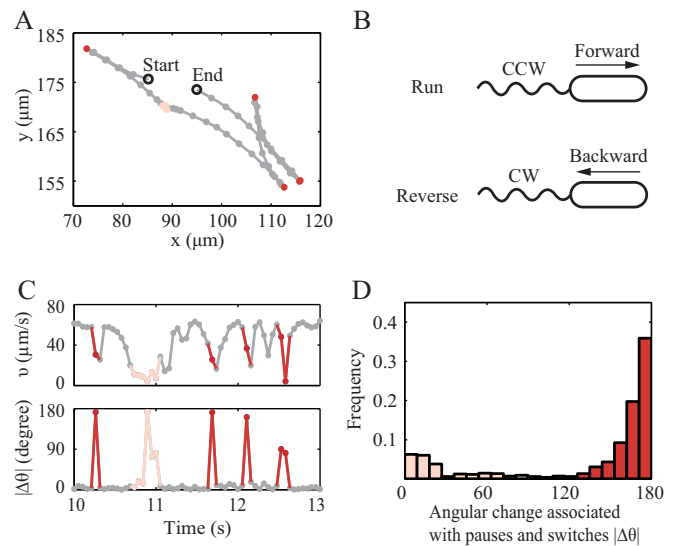 A
185
175
165
155
y (μm)
Start
End
70 80 90 100 110 120
x (μm)
B
Run
CCW
Forward
Reverse
CW
Backward
C
80
40
0
υ (μm/s)
180
90
0
|Δθ| (degree)
10 11 12 13
Time (s)
D
0.4
0.3
0.2
0.1
Frequency
0 60 120 180
Angular change associated
with pauses and switches |Δθ|